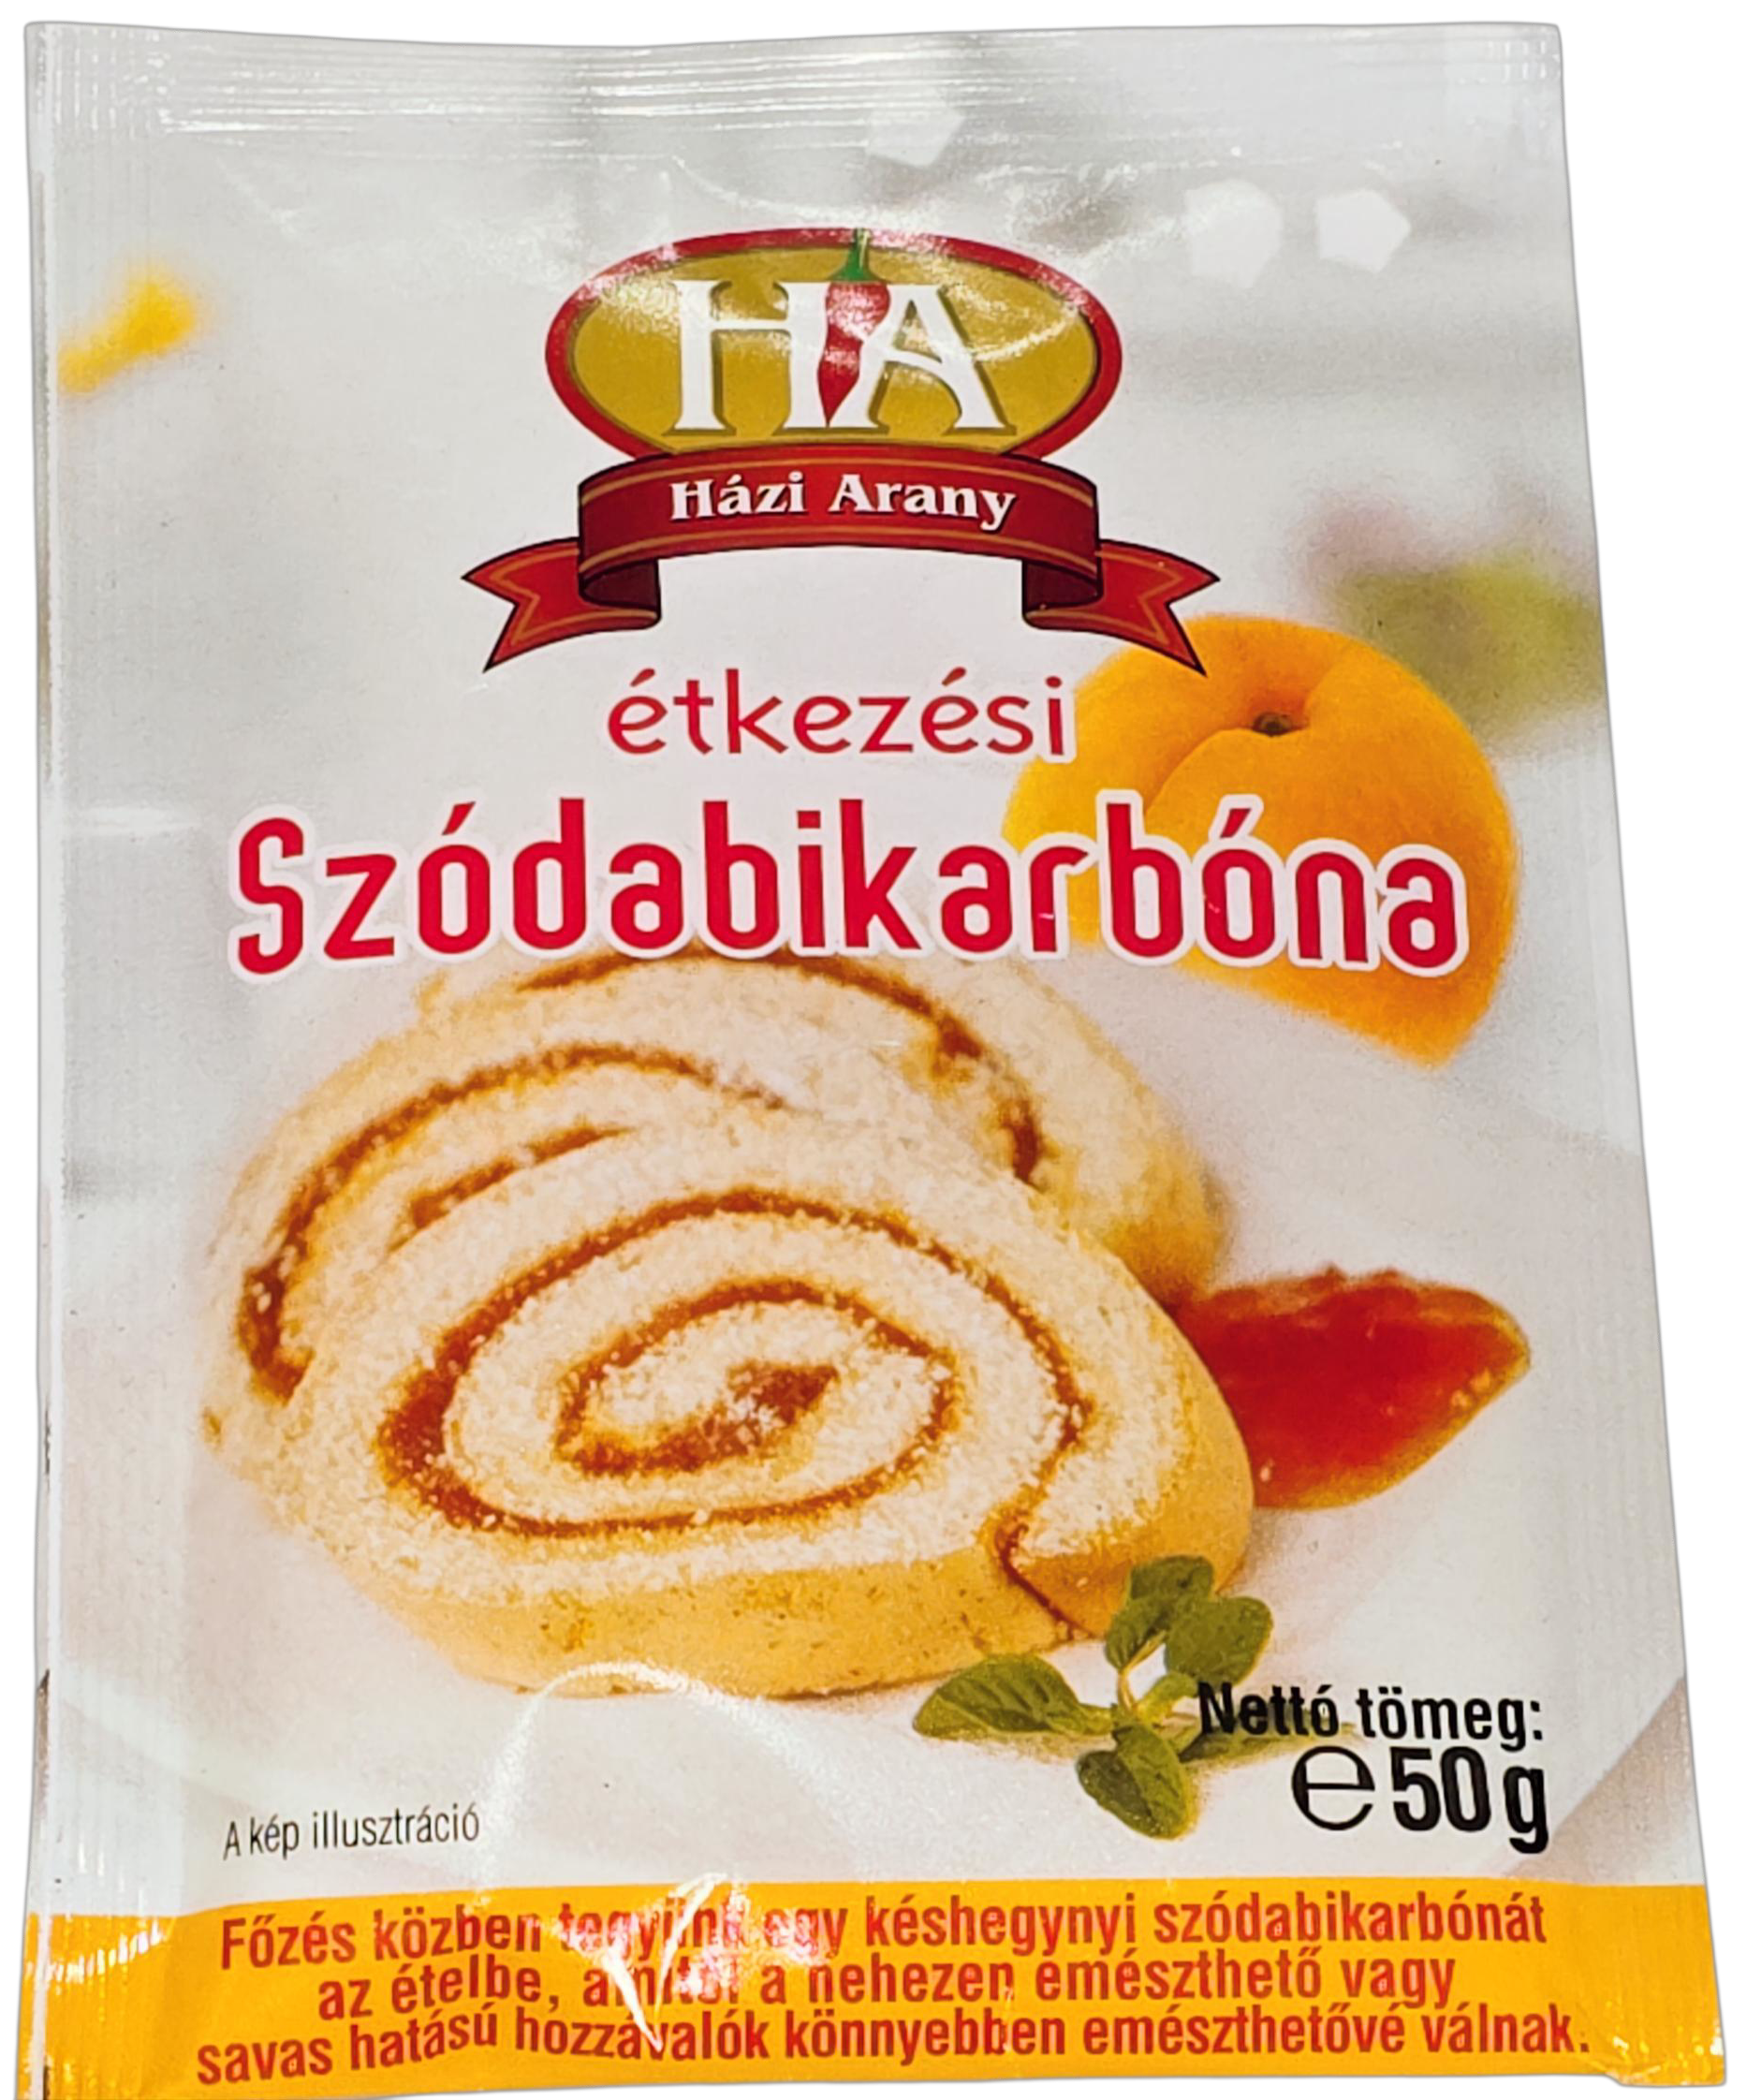 HA
Házi Arany
étkezési
Szódabikarbóna
Nettó tömeg:
℮ 50 g
A kép illusztráció
Főzés közben tegyünk egy késhegynyi szódabikarbónát
az ételbe, amitől a nehezen emészthető vagy
savas hatású hozzávalók könnyebben emészthetővé válnak.